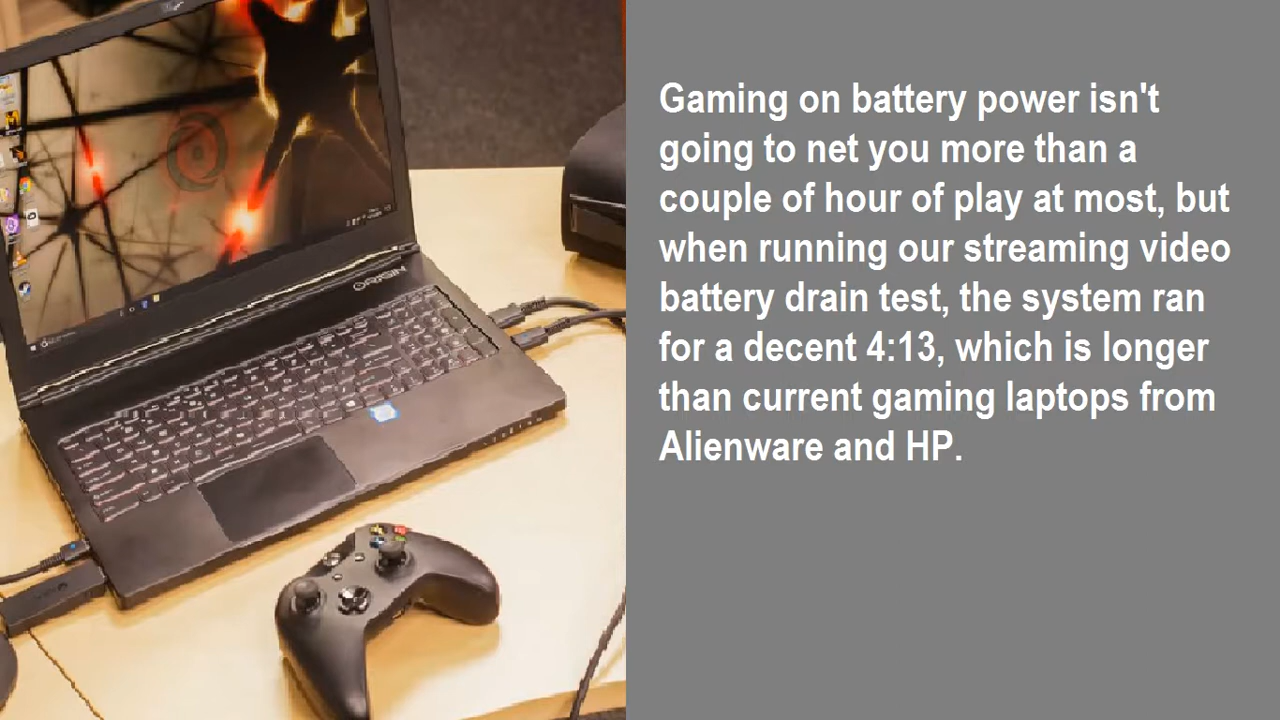 ORIGIN
Gaming on battery power isn't
going to net you more than a
couple of hour of play at most, but
when running our streaming video
battery drain test, the system ran
for a decent 4:13, which is longer
than current gaming laptops from
Alienware and HP.